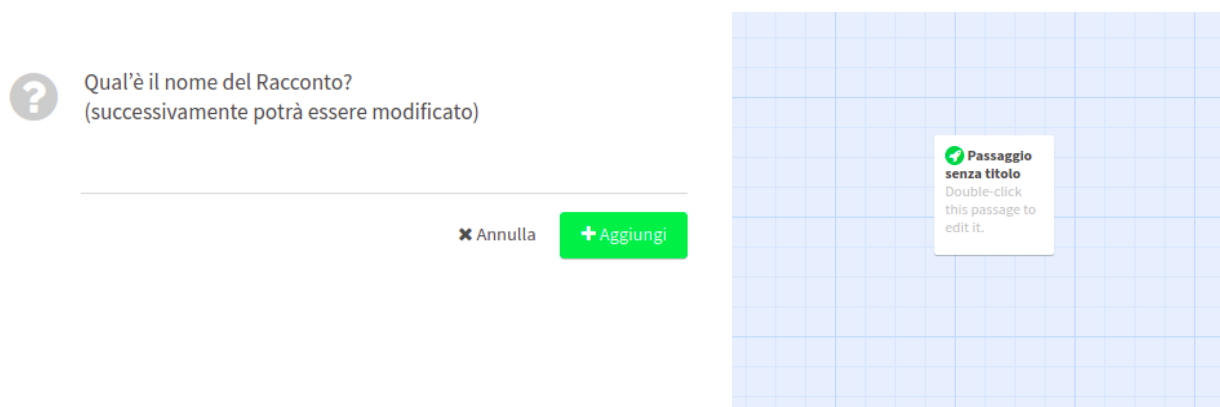 Qual’è il nome del Racconto?
(successivamente potrà essere modificato)
✖ Annulla
+ Aggiungi
Passaggio
senza titolo
Double-click
this passage to
edit it.